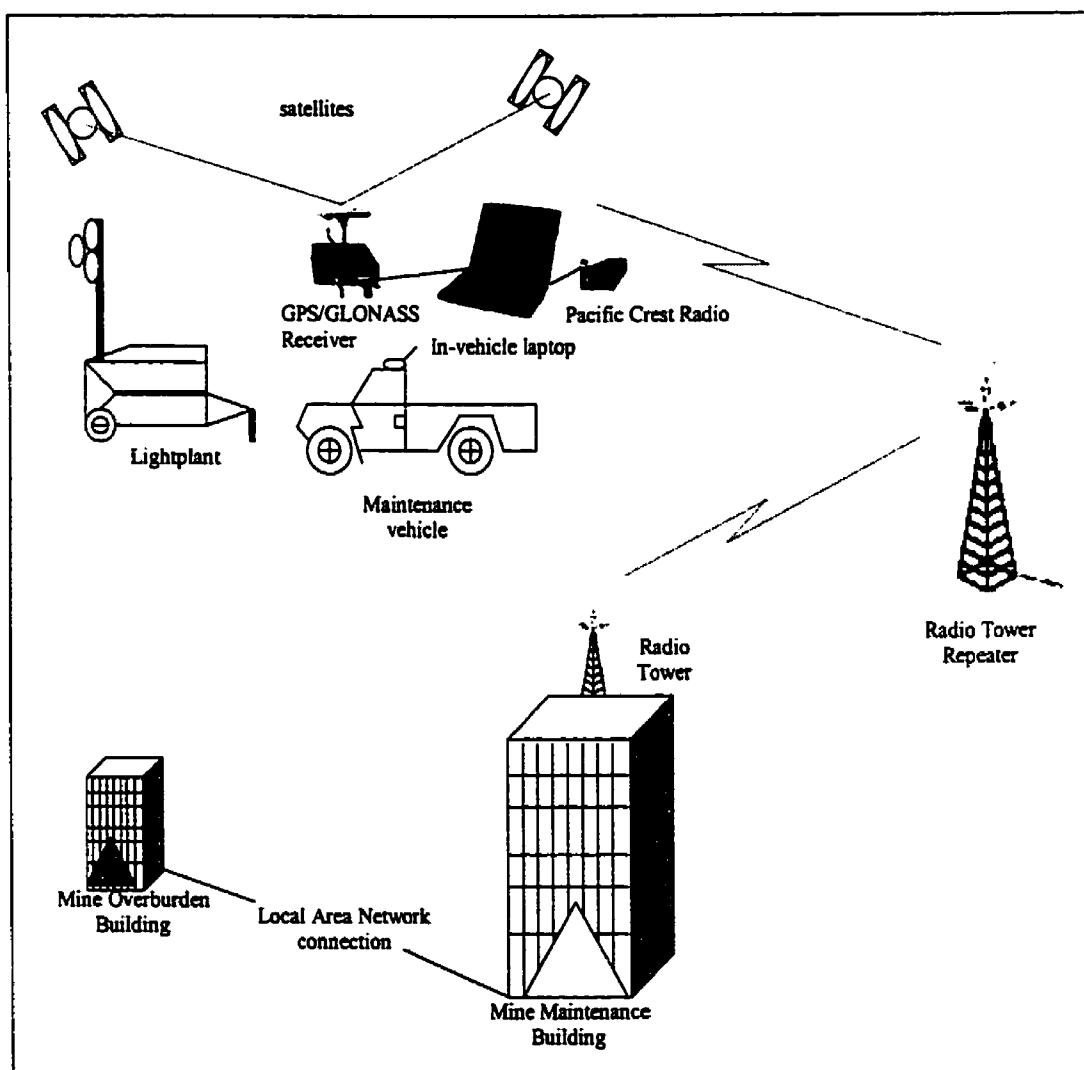 satellites
GPS/GLONASS
Receiver
Pacific Crest Radio
In-vehicle laptop
Lightplant
Maintenance
vehicle
Radio Tower
Repeater
Radio
Tower
Mine Overburden
Building
Local Area Network
connection
Mine Maintenance
Building